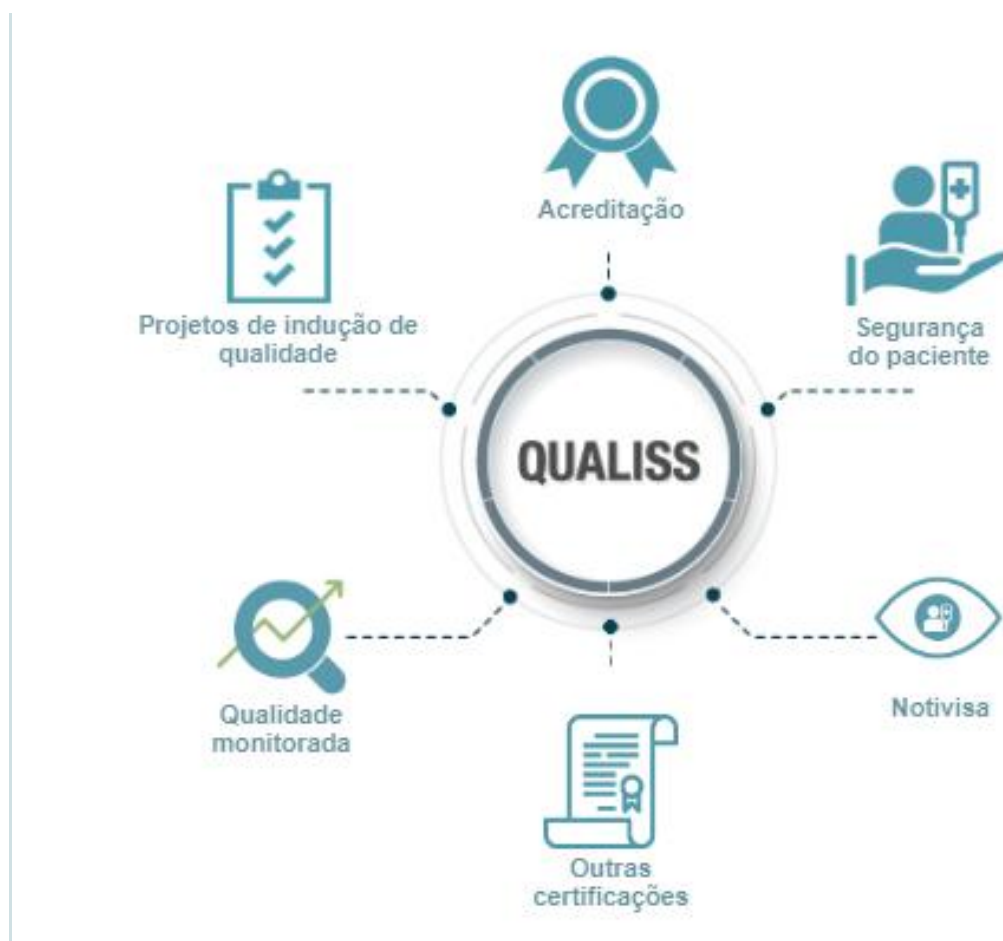 Acreditação
Projetos de indução de
qualidade
Segurança
do paciente
QUALISS
Qualidade
monitorada
Notivisa
Outras
certificações